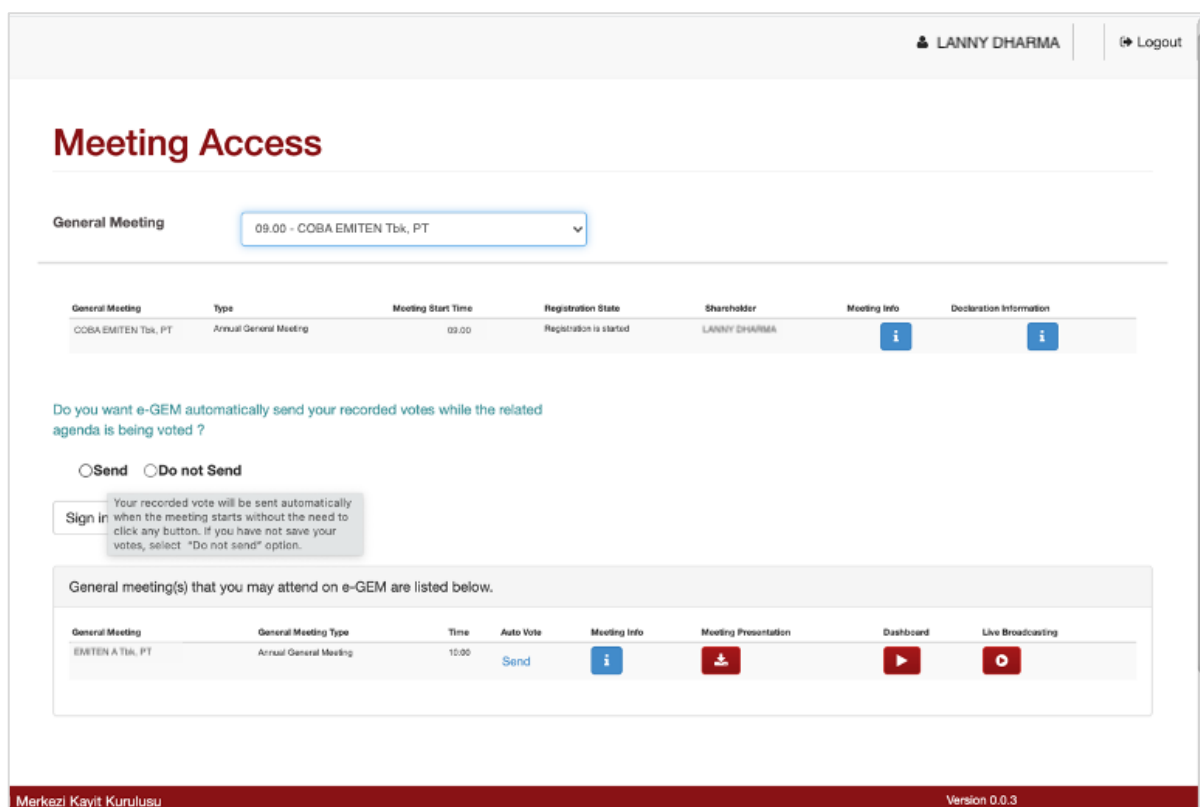 LANNY DHARMA Logout
Meeting Access
General Meeting 09.00 - COBA EMITEN Tbk, PT
General Meeting Type Meeting Start Time Registration State Shareholder Meeting Info Declaration Information
COBA EMITEN Tbk, PT Annual General Meeting 09.00 Registration is started LANNY DHARMA
Do you want e-GEM automatically send your recorded votes while the related
agenda is being voted ?
Send Do not Send
Sign in
Your recorded vote will be sent automatically
when the meeting starts without the need to
click any button. If you have not save your
votes, select "Do not send" option.
General meeting(s) that you may attend on e-GEM are listed below.
General Meeting General Meeting Type Time Auto Vote Meeting Info Meeting Presentation Dashboard Live Broadcasting
EMITEN A Tbk, PT Annual General Meeting 10:00 Send
Merkezi Kayit Kurulusu Version 0.0.3